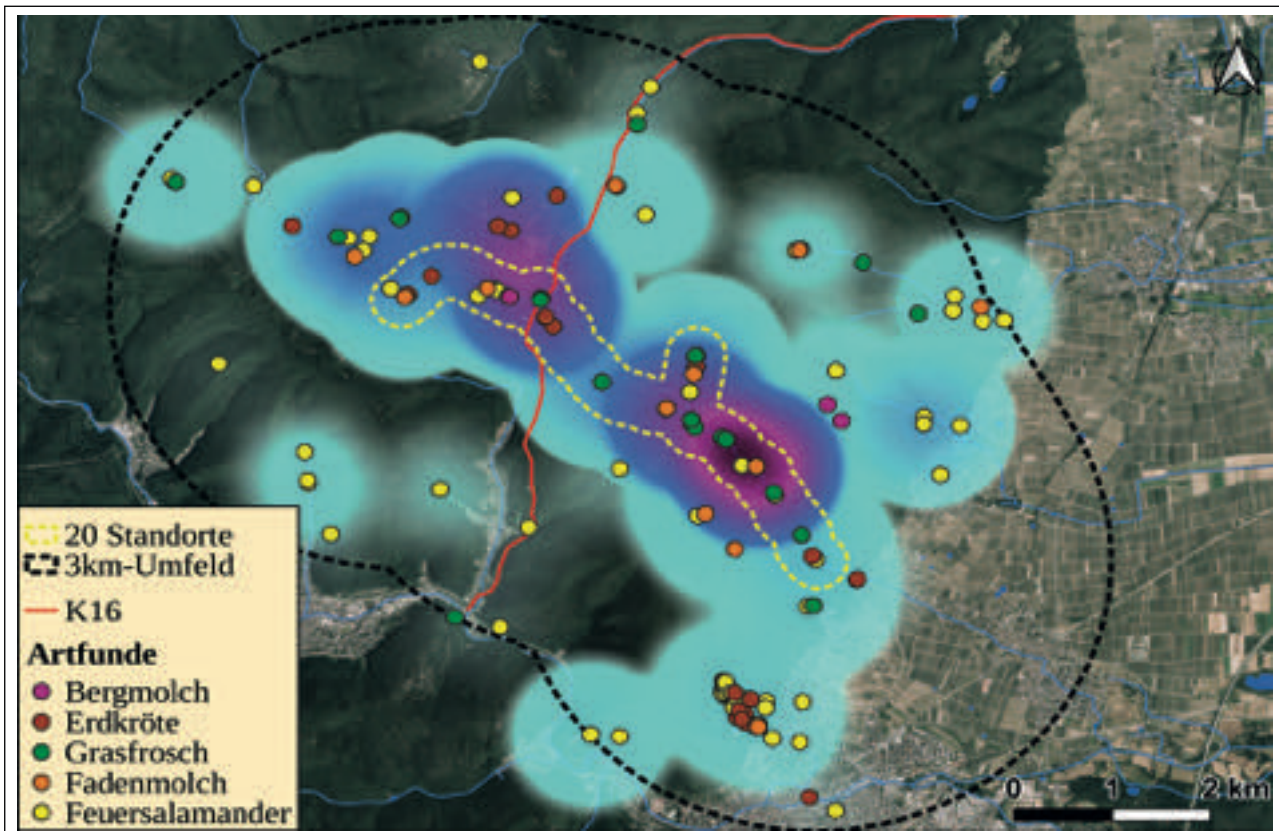 20 Standorte
3km-Umfeld
K16
Artfunde
Bergmolch
Erdkröte
Grasfrosch
Fadenmolch
Feuersalamander
0 1 2 km